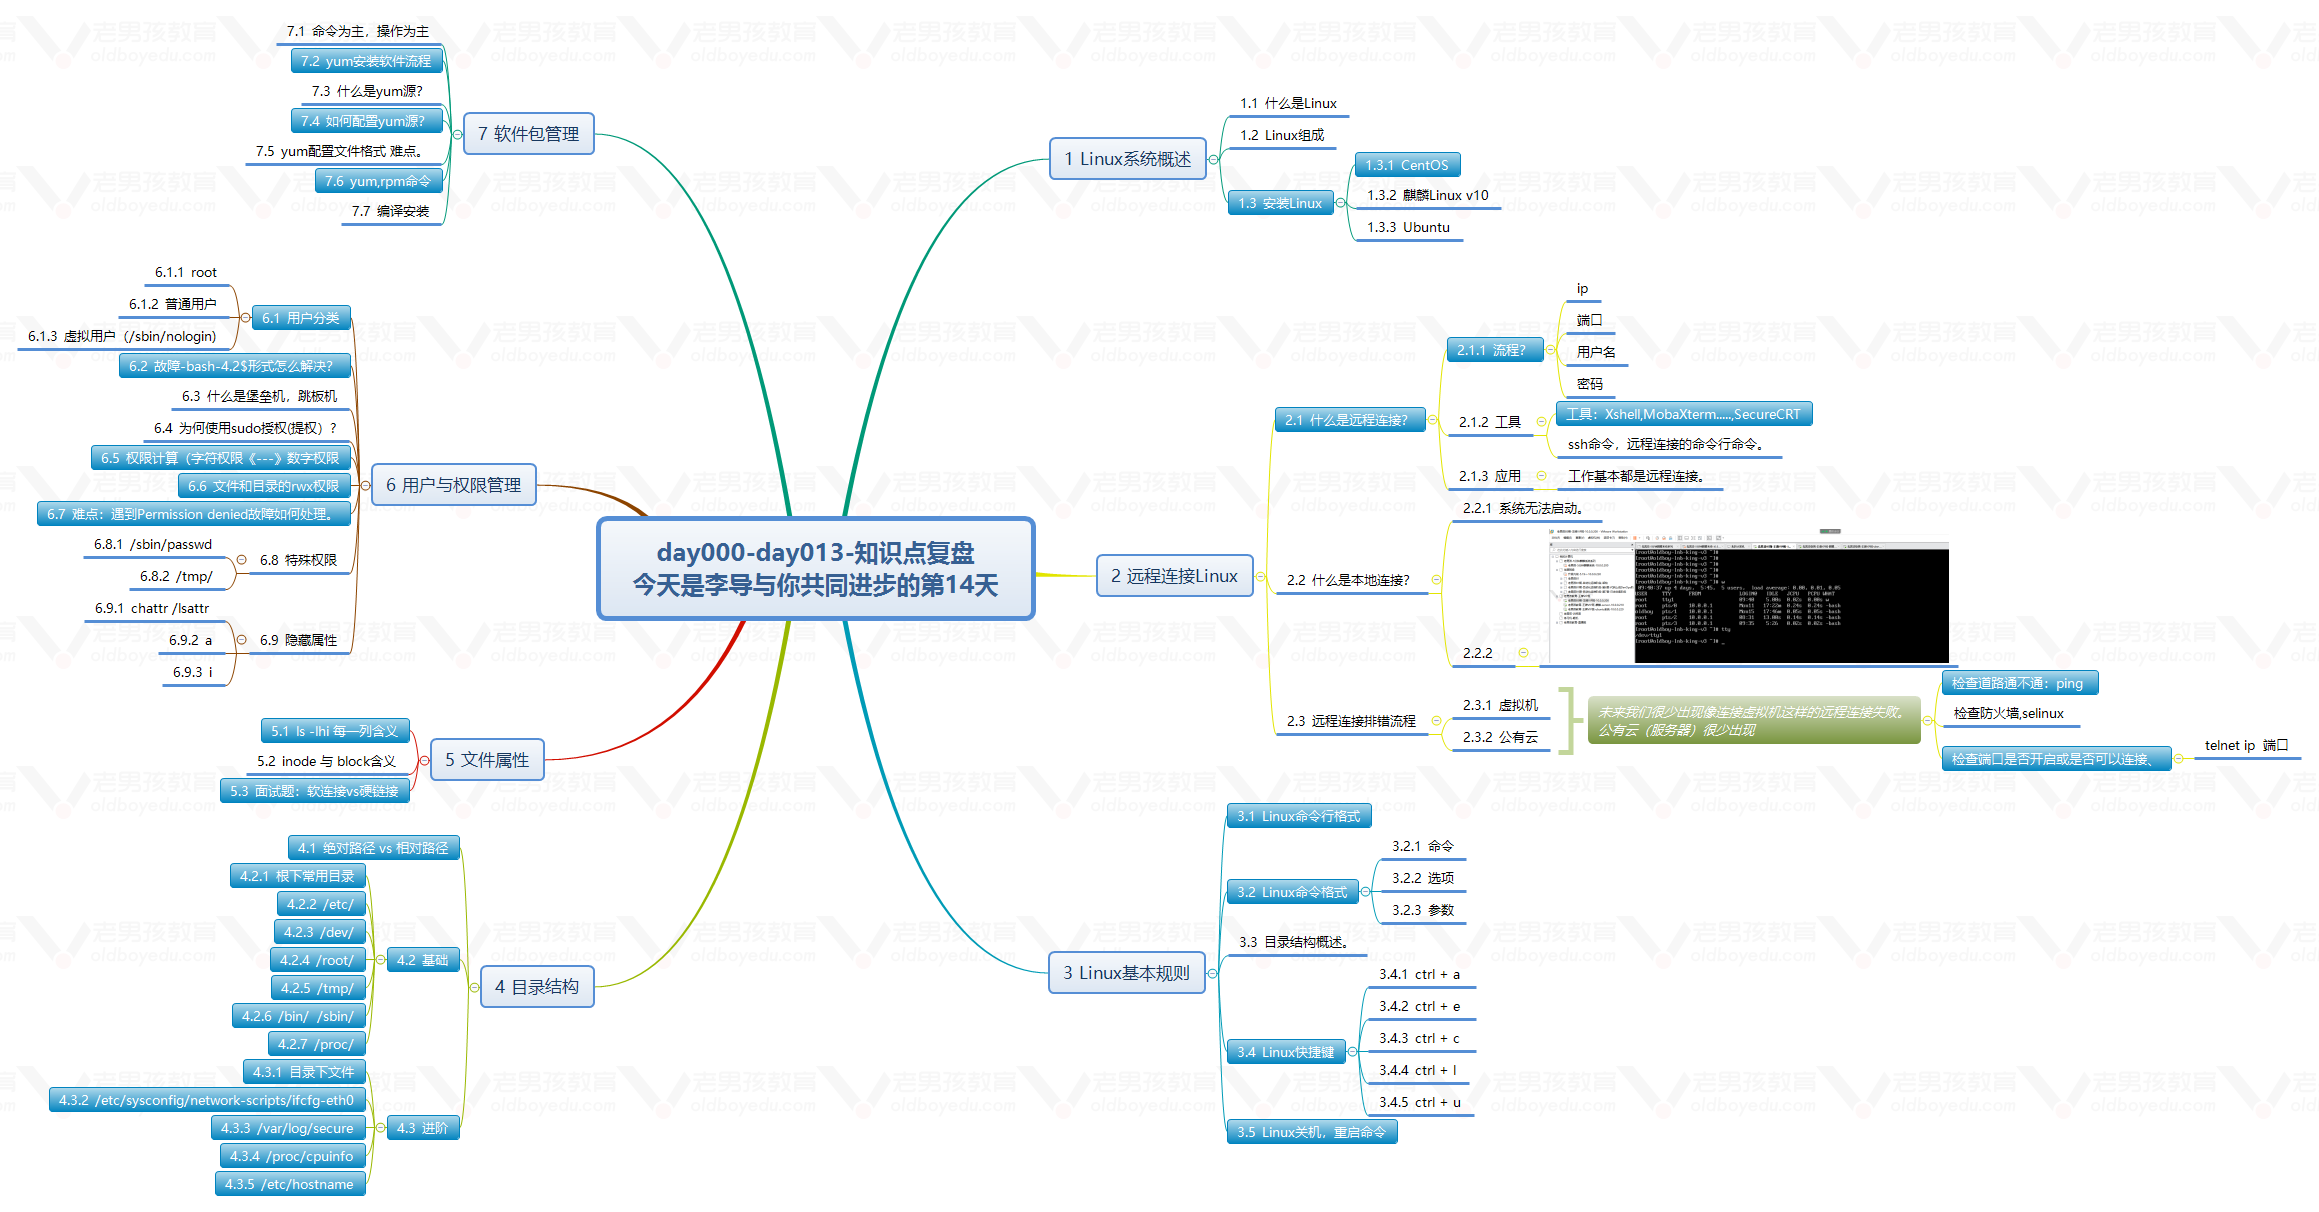 day000-day013-知识点复盘
今天是李导与你共同进步的第14天
1 Linux系统概述
1.1 什么是Linux
1.2 Linux组成
1.3 安装Linux
1.3.1 CentOS
1.3.2 麒麟Linux v10
1.3.3 Ubuntu
2 远程连接Linux
2.1 什么是远程连接?
2.1.1 流程?
ip
端口
用户名
密码
2.1.2 工具
工具：Xshell,MobaXterm.....,SecureCRT
ssh命令，远程连接的命令行命令。
2.1.3 应用
工作基本都是远程连接。
2.2 什么是本地连接?
2.2.1 系统无法启动。
2.2.2
2.3 远程连接排错流程
2.3.1 虚拟机
2.3.2 公有云
未来我们很少出现像连接虚拟机这样的远程连接失败。
公有云（服务器）很少出现
检查道路通不通：ping
检查防火墙,selinux
检查端口是否开启或是否可以连接、
telnet ip 端口
3 Linux基本规则
3.1 Linux命令行格式
3.2 Linux命令格式
3.2.1 命令
3.2.2 选项
3.2.3 参数
3.3 目录结构概述。
3.4 Linux快捷键
3.4.1 ctrl + a
3.4.2 ctrl + e
3.4.3 ctrl + c
3.4.4 ctrl + l
3.4.5 ctrl + u
3.5 Linux关机，重启命令
4 目录结构
4.1 绝对路径 vs 相对路径
4.2 基础
4.2.1 根下常用目录
4.2.2 /etc/
4.2.3 /dev/
4.2.4 /root/
4.2.5 /tmp/
4.2.6 /bin/ /sbin/
4.2.7 /proc/
4.3 进阶
4.3.1 目录下文件
4.3.2 /etc/sysconfig/network-scripts/ifcfg-eth0
4.3.3 /var/log/secure
4.3.4 /proc/cpuinfo
4.3.5 /etc/hostname
5 文件属性
5.1 ls -lhi 每一列含义
5.2 inode 与 block含义
5.3 面试题：软连接vs硬链接
6 用户与权限管理
6.1 用户分类
6.1.1 root
6.1.2 普通用户
6.1.3 虚拟用户（/sbin/nologin)
6.2 故障-bash-4.2$形式怎么解决?
6.3 什么是堡垒机，跳板机
6.4 为何使用sudo授权(提权）?
6.5 权限计算（字符权限《---》数字权限
6.6 文件和目录的rwx权限
6.7 难点：遇到Permission denied故障如何处理。
6.8 特殊权限
6.8.1 /sbin/passwd
6.8.2 /tmp/
6.9 隐藏属性
6.9.1 chattr /lsattr
6.9.2 a
6.9.3 i
7 软件包管理
7.1 命令为主，操作为主
7.2 yum安装软件流程
7.3 什么是yum源?
7.4 如何配置yum源?
7.5 yum配置文件格式 难点。
7.6 yum,rpm命令
7.7 编译安装
老男孩教育
oldboyedu.com